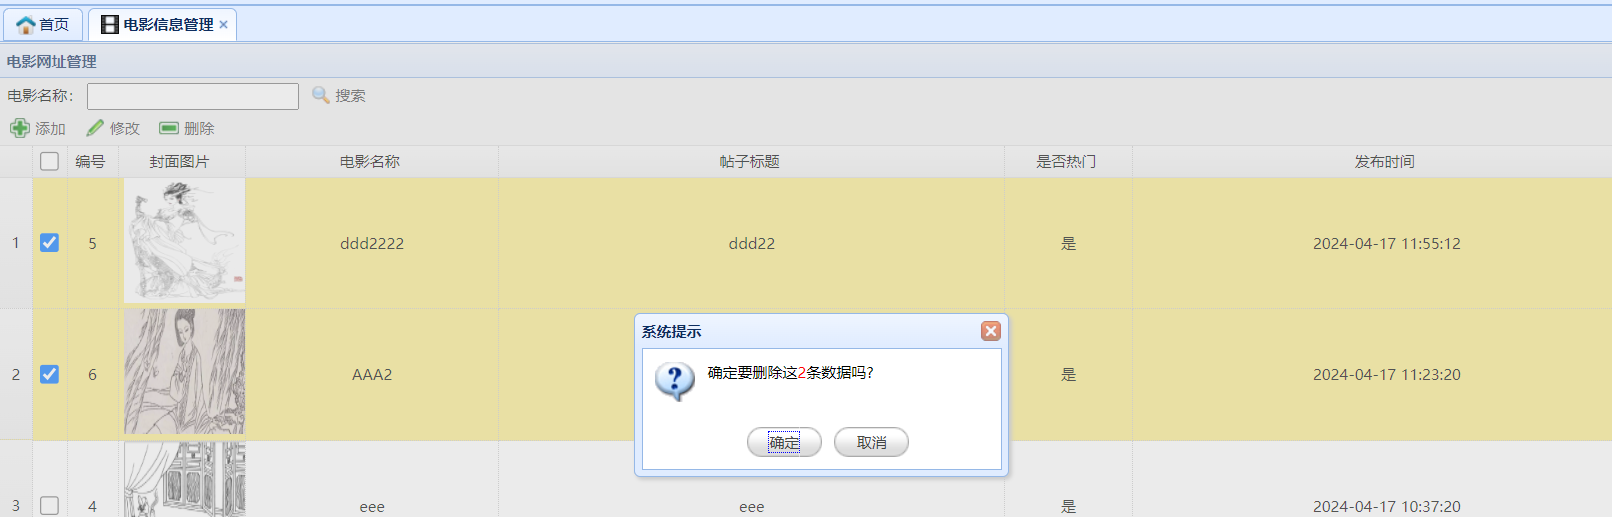 首页 电影信息管理
电影网址管理
电影名称： 搜索
添加 修改 删除
编号 封面图片 电影名称 帖子标题 是否热门 发布时间
1 5 ddd2222 ddd22 是 2024-04-17 11:55:12
系统提示
确定要删除这2条数据吗?
2 6 AAA2 是 2024-04-17 11:23:20
确定 取消
3 4 eee eee 是 2024-04-17 10:37:20